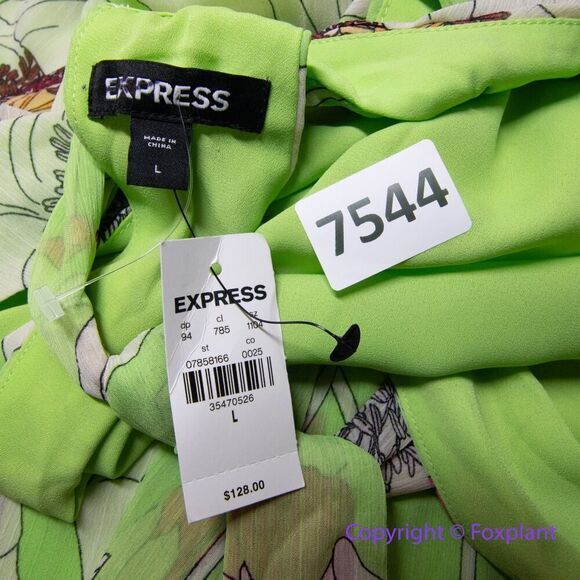 EXPRESS
MADE IN
CHINA
L
7544
EXPRESS
dp cl sz
94 785 1104
st co
07858166 0025
35470526
L
$128.00
Copyright © Foxplant